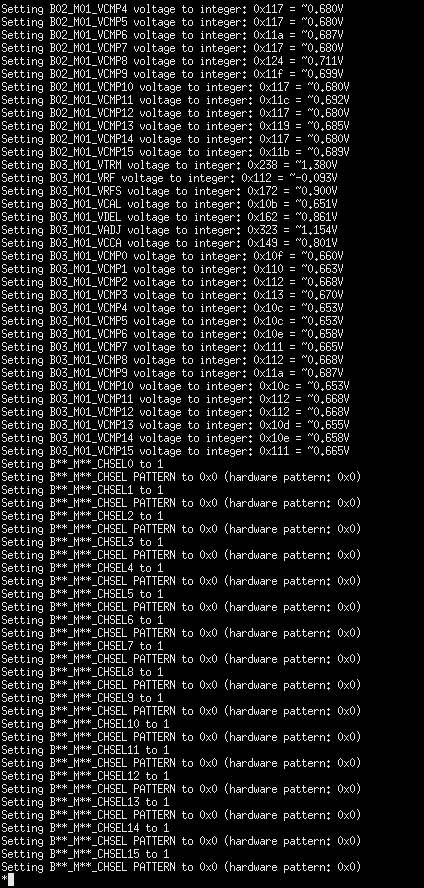 Setting B02_M01_VCMP4 voltage to integer: 0x117 = ~0.680V
Setting B02_M01_VCMP5 voltage to integer: 0x117 = ~0.680V
Setting B02_M01_VCMP6 voltage to integer: 0x11a = ~0.687V
Setting B02_M01_VCMP7 voltage to integer: 0x117 = ~0.680V
Setting B02_M01_VCMP8 voltage to integer: 0x124 = ~0.711V
Setting B02_M01_VCMP9 voltage to integer: 0x11f = ~0.699V
Setting B02_M01_VCMP10 voltage to integer: 0x117 = ~0.680V
Setting B02_M01_VCMP11 voltage to integer: 0x11c = ~0.692V
Setting B02_M01_VCMP12 voltage to integer: 0x117 = ~0.680V
Setting B02_M01_VCMP13 voltage to integer: 0x119 = ~0.685V
Setting B02_M01_VCMP14 voltage to integer: 0x117 = ~0.680V
Setting B02_M01_VCMP15 voltage to integer: 0x11b = ~0.689V
Setting B03_M01_VTRM voltage to integer: 0x238 = ~1.380V
Setting B03_M01_VRF voltage to integer: 0x112 = ~-0.093V
Setting B03_M01_VRFS voltage to integer: 0x172 = ~0.900V
Setting B03_M01_VCAL voltage to integer: 0x10b = ~0.651V
Setting B03_M01_VDEL voltage to integer: 0x162 = ~0.861V
Setting B03_M01_VADJ voltage to integer: 0x323 = ~1.154V
Setting B03_M01_VCCA voltage to integer: 0x149 = ~0.801V
Setting B03_M01_VCMP0 voltage to integer: 0x10f = ~0.660V
Setting B03_M01_VCMP1 voltage to integer: 0x110 = ~0.663V
Setting B03_M01_VCMP2 voltage to integer: 0x112 = ~0.668V
Setting B03_M01_VCMP3 voltage to integer: 0x113 = ~0.670V
Setting B03_M01_VCMP4 voltage to integer: 0x10c = ~0.653V
Setting B03_M01_VCMP5 voltage to integer: 0x10c = ~0.653V
Setting B03_M01_VCMP6 voltage to integer: 0x10e = ~0.658V
Setting B03_M01_VCMP7 voltage to integer: 0x111 = ~0.665V
Setting B03_M01_VCMP8 voltage to integer: 0x112 = ~0.668V
Setting B03_M01_VCMP9 voltage to integer: 0x11a = ~0.687V
Setting B03_M01_VCMP10 voltage to integer: 0x10c = ~0.653V
Setting B03_M01_VCMP11 voltage to integer: 0x112 = ~0.668V
Setting B03_M01_VCMP12 voltage to integer: 0x112 = ~0.668V
Setting B03_M01_VCMP13 voltage to integer: 0x10d = ~0.655V
Setting B03_M01_VCMP14 voltage to integer: 0x10e = ~0.658V
Setting B03_M01_VCMP15 voltage to integer: 0x111 = ~0.665V
Setting B**_M**_CHSEL0 to 1
Setting B**_M**_CHSEL PATTERN to 0x0 (hardware pattern: 0x0)
Setting B**_M**_CHSEL1 to 1
Setting B**_M**_CHSEL PATTERN to 0x0 (hardware pattern: 0x0)
Setting B**_M**_CHSEL2 to 1
Setting B**_M**_CHSEL PATTERN to 0x0 (hardware pattern: 0x0)
Setting B**_M**_CHSEL3 to 1
Setting B**_M**_CHSEL PATTERN to 0x0 (hardware pattern: 0x0)
Setting B**_M**_CHSEL4 to 1
Setting B**_M**_CHSEL PATTERN to 0x0 (hardware pattern: 0x0)
Setting B**_M**_CHSEL5 to 1
Setting B**_M**_CHSEL PATTERN to 0x0 (hardware pattern: 0x0)
Setting B**_M**_CHSEL6 to 1
Setting B**_M**_CHSEL PATTERN to 0x0 (hardware pattern: 0x0)
Setting B**_M**_CHSEL7 to 1
Setting B**_M**_CHSEL PATTERN to 0x0 (hardware pattern: 0x0)
Setting B**_M**_CHSEL8 to 1
Setting B**_M**_CHSEL PATTERN to 0x0 (hardware pattern: 0x0)
Setting B**_M**_CHSEL9 to 1
Setting B**_M**_CHSEL PATTERN to 0x0 (hardware pattern: 0x0)
Setting B**_M**_CHSEL10 to 1
Setting B**_M**_CHSEL PATTERN to 0x0 (hardware pattern: 0x0)
Setting B**_M**_CHSEL11 to 1
Setting B**_M**_CHSEL PATTERN to 0x0 (hardware pattern: 0x0)
Setting B**_M**_CHSEL12 to 1
Setting B**_M**_CHSEL PATTERN to 0x0 (hardware pattern: 0x0)
Setting B**_M**_CHSEL13 to 1
Setting B**_M**_CHSEL PATTERN to 0x0 (hardware pattern: 0x0)
Setting B**_M**_CHSEL14 to 1
Setting B**_M**_CHSEL PATTERN to 0x0 (hardware pattern: 0x0)
Setting B**_M**_CHSEL15 to 1
Setting B**_M**_CHSEL PATTERN to 0x0 (hardware pattern: 0x0)
*